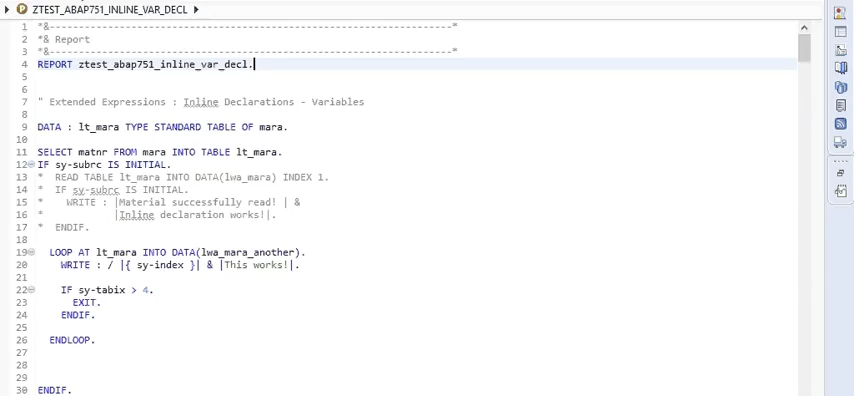 ZTEST_ABAP751_INLINE_VAR_DECL
1 *&---------------------------------------------------------------------*
2 *& Report
3 *&---------------------------------------------------------------------*
4 REPORT ztest_abap751_inline_var_decl.
5
6
7 " Extended Expressions : Inline Declarations - Variables
8
9 DATA : lt_mara TYPE STANDARD TABLE OF mara.
10
11 SELECT matnr FROM mara INTO TABLE lt_mara.
12 IF sy-subrc IS INITIAL.
13 *  READ TABLE lt_mara INTO DATA(lwa_mara) INDEX 1.
14 *  IF sy-subrc IS INITIAL.
15 *    WRITE : |Material successfully read! | &
16 *            |Inline declaration works!|.
17 *  ENDIF.
18
19   LOOP AT lt_mara INTO DATA(lwa_mara_another).
20     WRITE : / |{ sy-index }| & |This works!|.
21
22     IF sy-tabix > 4.
23       EXIT.
24     ENDIF.
25
26   ENDLOOP.
27
28
29
30 ENDIF.